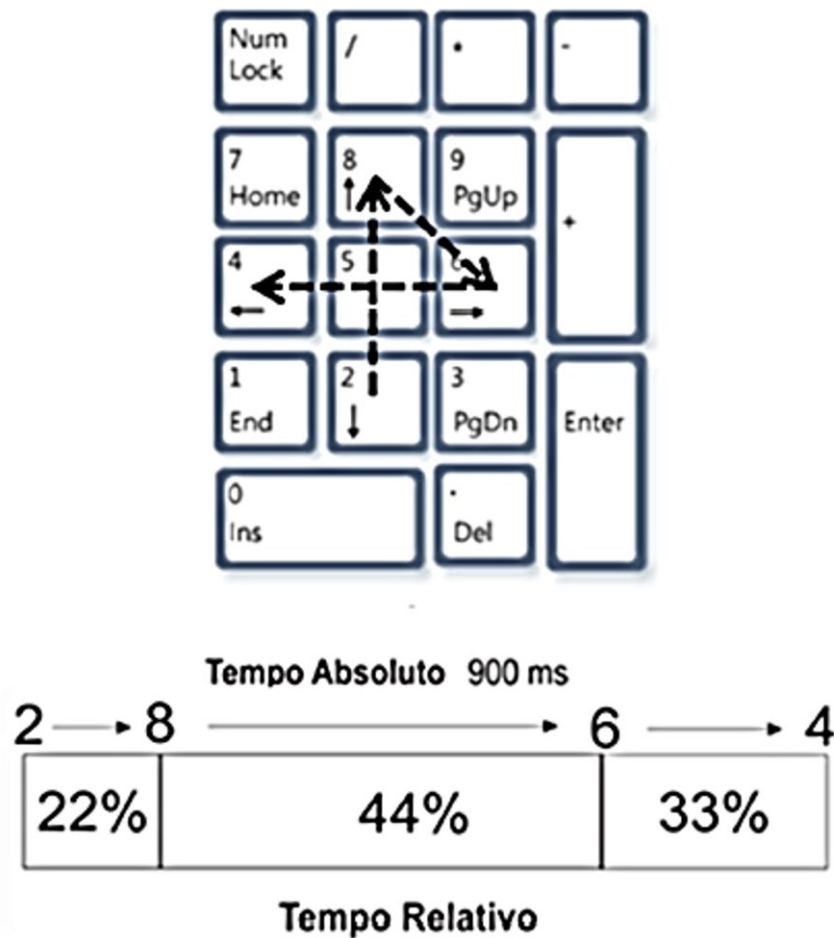 Num Lock / • -
7 Home 8 ↑ 9 PgUp +
4 ← 5 →
1 End 2 ↓ 3 PgDn Enter
0 Ins . Del
Tempo Absoluto 900 ms
2 → 8 → 6 → 4
22% 44% 33%
Tempo Relativo